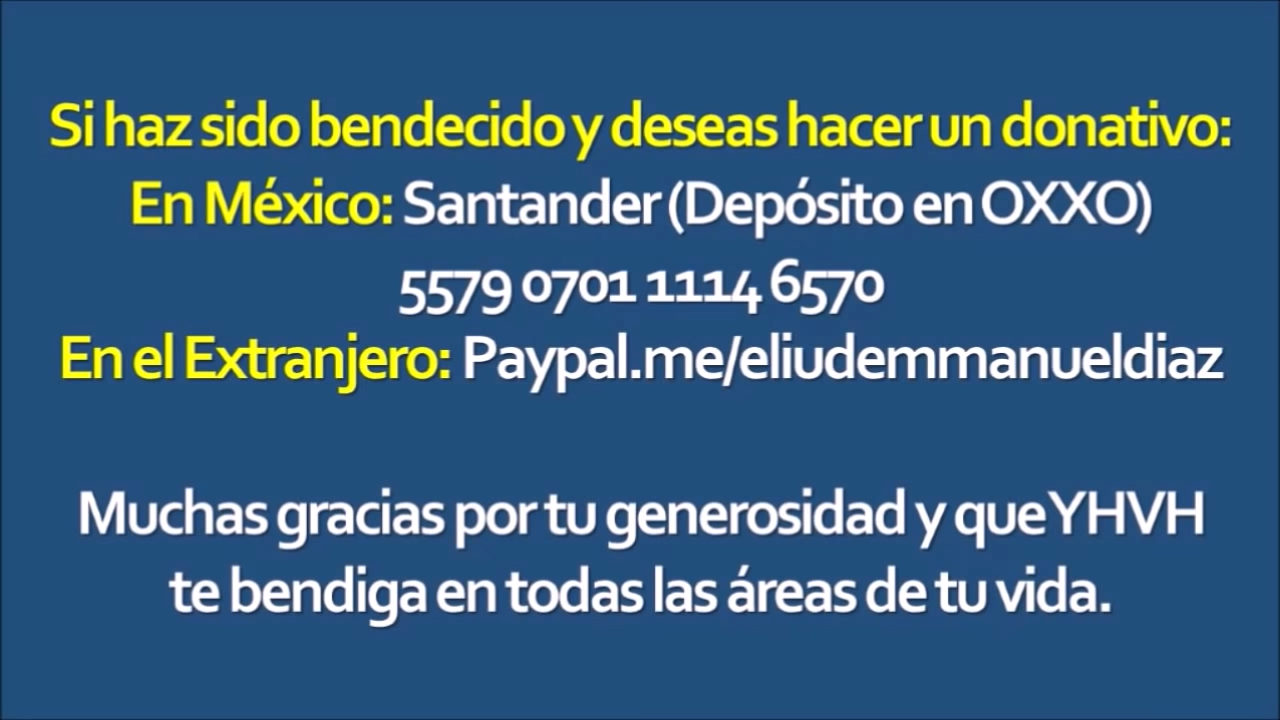 Si haz sido bendecido y deseas hacer un donativo:
En México: Santander (Depósito en OXXO)
5579 0701 1114 6570
En el Extranjero: Paypal.me/eliudemmanueldiaz
Muchas gracias por tu generosidad y que YHVH
te bendiga en todas las áreas de tu vida.